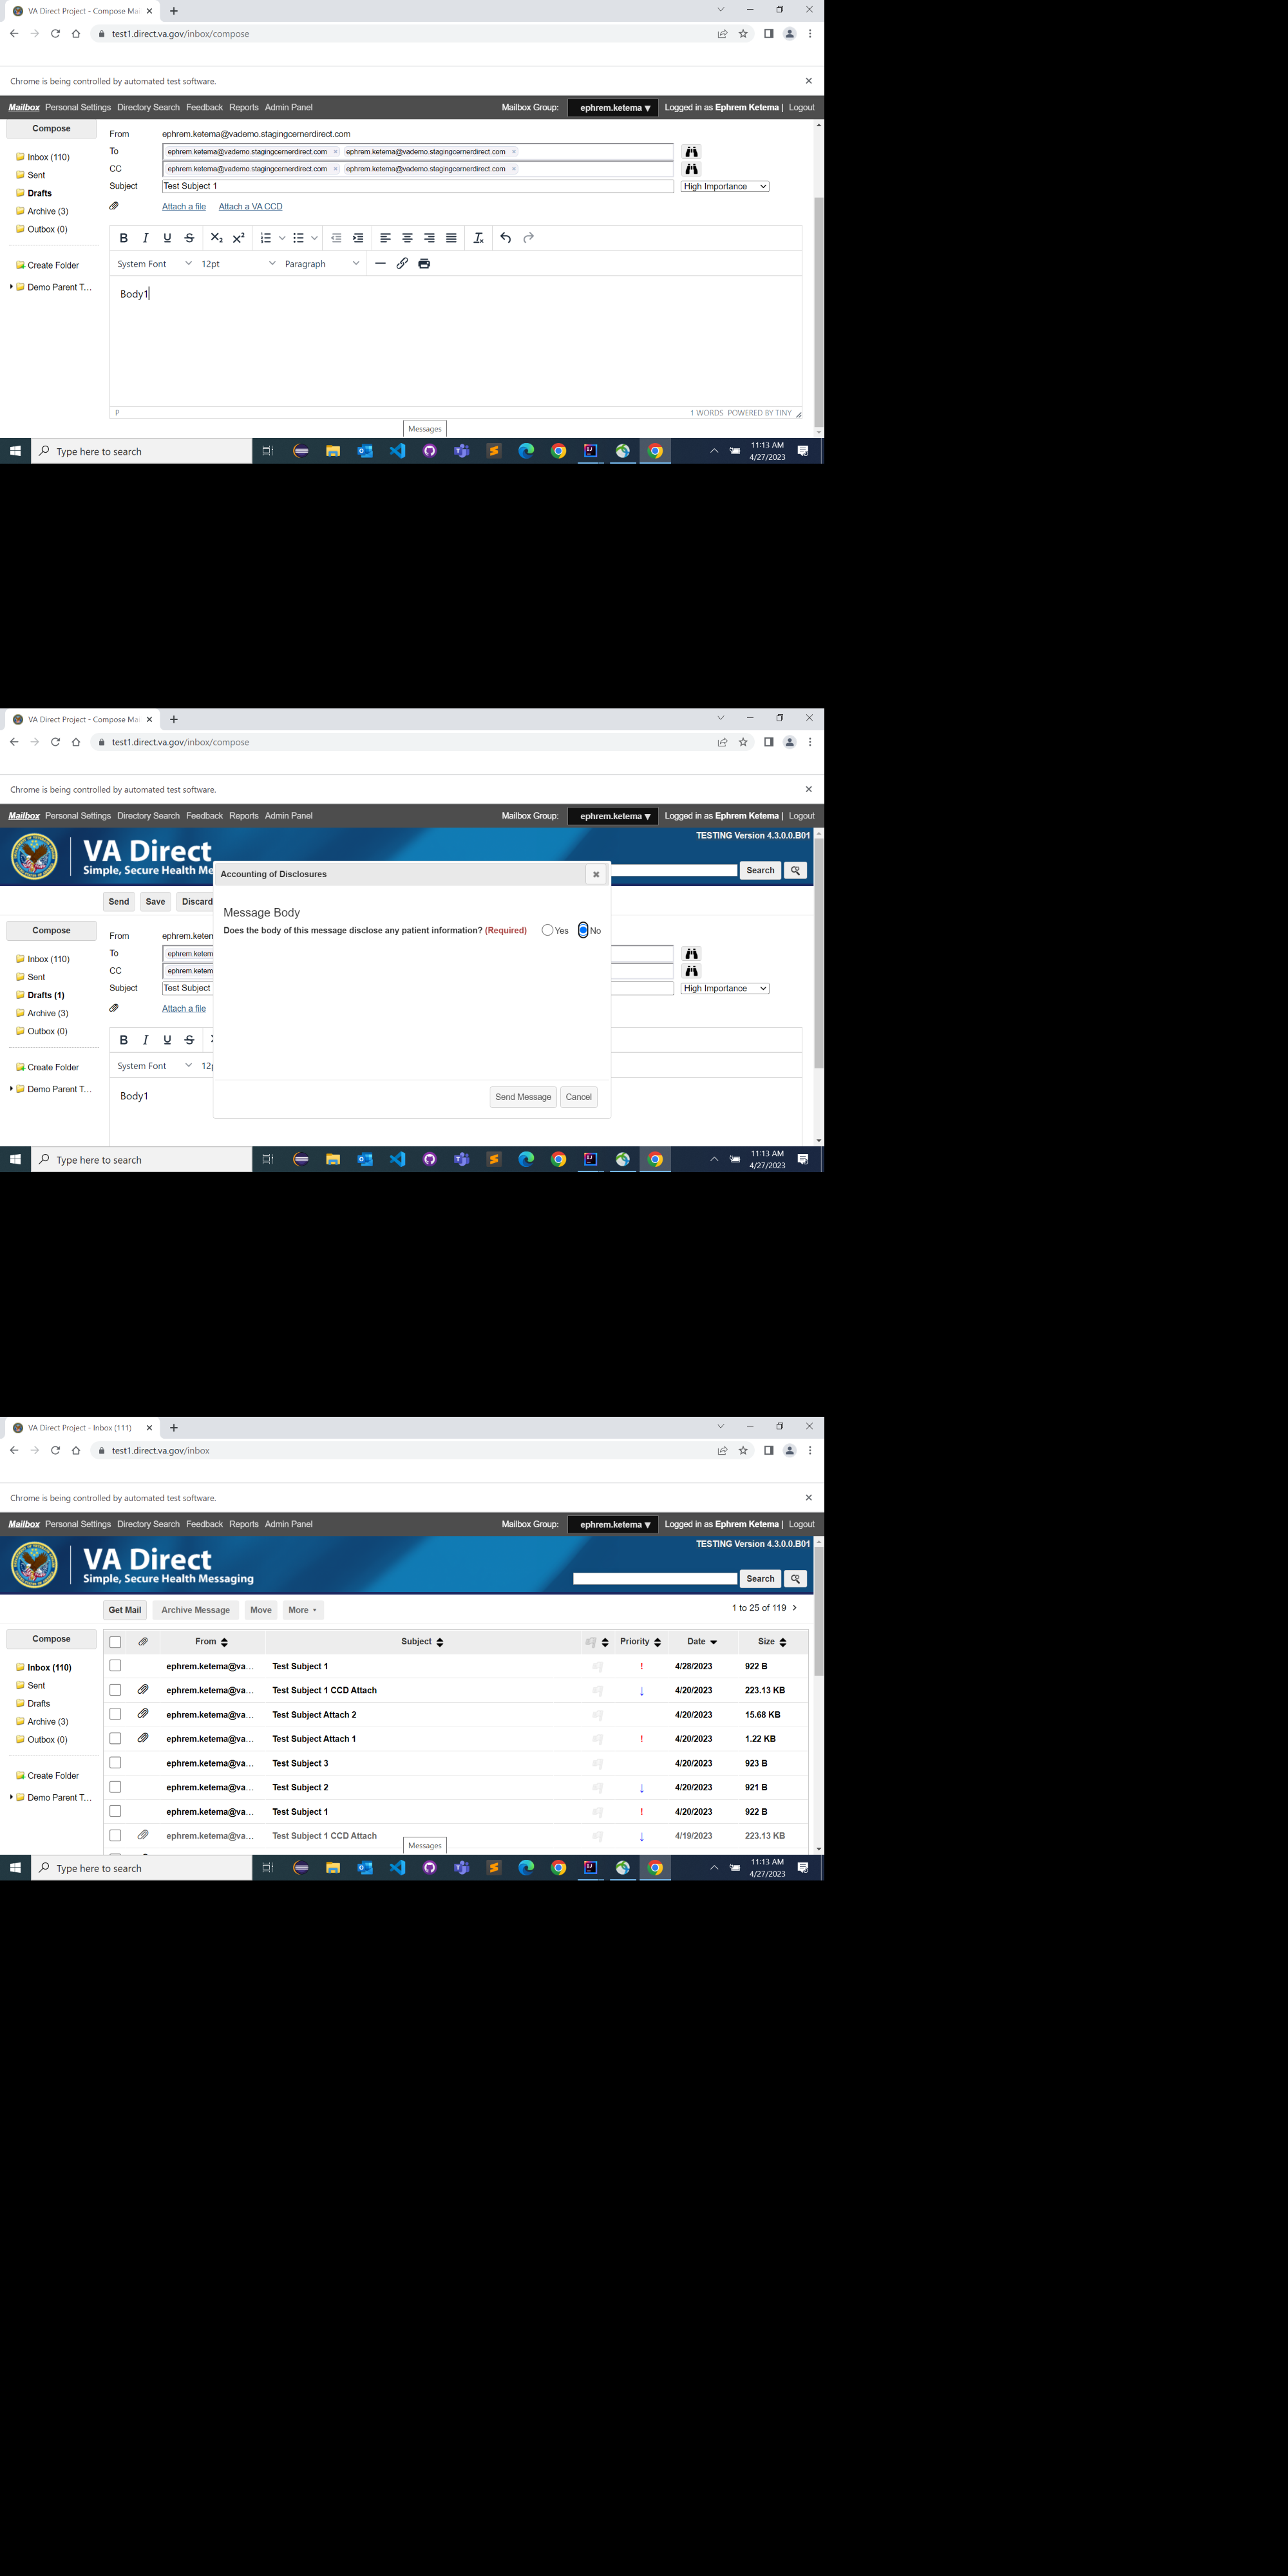 VA Direct Project - Compose Ma
test1.direct.va.gov/inbox/compose
Chrome is being controlled by automated test software.
Mailbox Personal Settings Directory Search Feedback Reports Admin Panel Mailbox Group: ephrem.ketema ▼ Logged in as Ephrem Ketema | Logout
Compose
Inbox (110)
Sent
Drafts
Archive (3)
Outbox (0)
Create Folder
Demo Parent T...
From ephrem.ketema@vademo.stagingcernerdirect.com
To ephrem.ketema@vademo.stagingcernerdirect.com × ephrem.ketema@vademo.stagingcernerdirect.com ×
CC ephrem.ketema@vademo.stagingcernerdirect.com × ephrem.ketema@vademo.stagingcernerdirect.com ×
Subject Test Subject 1 High Importance
Attach a file Attach a VA CCD
System Font 12pt Paragraph
Body1
P 1 WORDS POWERED BY TINY
Messages
Type here to search
11:13 AM
4/27/2023
VA Direct Project - Compose Ma
test1.direct.va.gov/inbox/compose
Chrome is being controlled by automated test software.
Mailbox Personal Settings Directory Search Feedback Reports Admin Panel Mailbox Group: ephrem.ketema ▼ Logged in as Ephrem Ketema | Logout
TESTING Version 4.3.0.0.B01
VA Direct
Simple, Secure Health Me
Search
Send Save Discard
Compose
Inbox (110)
Sent
Drafts (1)
Archive (3)
Outbox (0)
Create Folder
Demo Parent T...
From ephrem.keter
To ephrem.ketem
CC ephrem.ketem
Subject Test Subject High Importance
Attach a file
System Font 12p
Body1
Accounting of Disclosures
Message Body
Does the body of this message disclose any patient information? (Required) Yes No
Send Message Cancel
Type here to search
11:13 AM
4/27/2023
VA Direct Project - Inbox (111)
test1.direct.va.gov/inbox
Chrome is being controlled by automated test software.
Mailbox Personal Settings Directory Search Feedback Reports Admin Panel Mailbox Group: ephrem.ketema ▼ Logged in as Ephrem Ketema | Logout
TESTING Version 4.3.0.0.B01
VA Direct
Simple, Secure Health Messaging
Search
Get Mail Archive Message Move More 1 to 25 of 119
Compose
Inbox (110)
Sent
Drafts
Archive (3)
Outbox (0)
Create Folder
Demo Parent T...
From Subject Priority Date Size
ephrem.ketema@va... Test Subject 1 ! 4/28/2023 922 B
ephrem.ketema@va... Test Subject 1 CCD Attach ↓ 4/20/2023 223.13 KB
ephrem.ketema@va... Test Subject Attach 2 4/20/2023 15.68 KB
ephrem.ketema@va... Test Subject Attach 1 ! 4/20/2023 1.22 KB
ephrem.ketema@va... Test Subject 3 4/20/2023 923 B
ephrem.ketema@va... Test Subject 2 ↓ 4/20/2023 921 B
ephrem.ketema@va... Test Subject 1 ! 4/20/2023 922 B
ephrem.ketema@va... Test Subject 1 CCD Attach ↓ 4/19/2023 223.13 KB
Messages
Type here to search
11:13 AM
4/27/2023